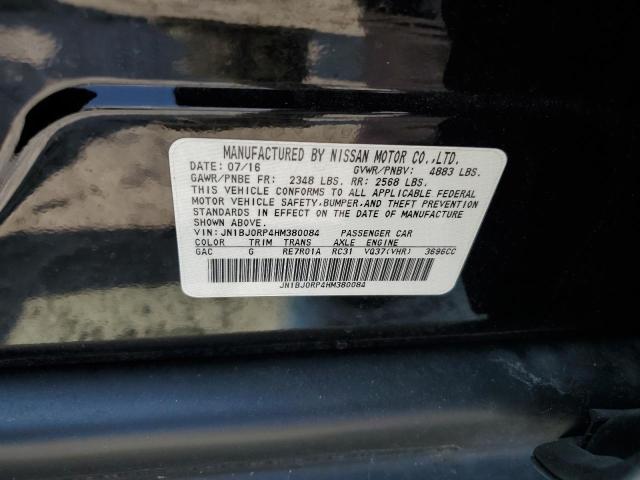 MANUFACTURED BY NISSAN MOTOR CO.,LTD.
DATE: 07/16 GVWR/PNBV: 4883 LBS.
GAWR/PNBE FR: 2348 LBS. RR: 2568 LBS.
THIS VEHICLE CONFORMS TO ALL APPLICABLE FEDERAL
MOTOR VEHICLE SAFETY, BUMPER, AND THEFT PREVENTION
STANDARDS IN EFFECT ON THE DATE OF MANUFACTURE
SHOWN ABOVE.
VIN: JN1BJ0RP4HM380084 PASSENGER CAR
COLOR TRIM TRANS AXLE ENGINE
GAC G RE7R01A RC31 VQ37(VHR) 3696CC
JN1BJ0RP4HM380084